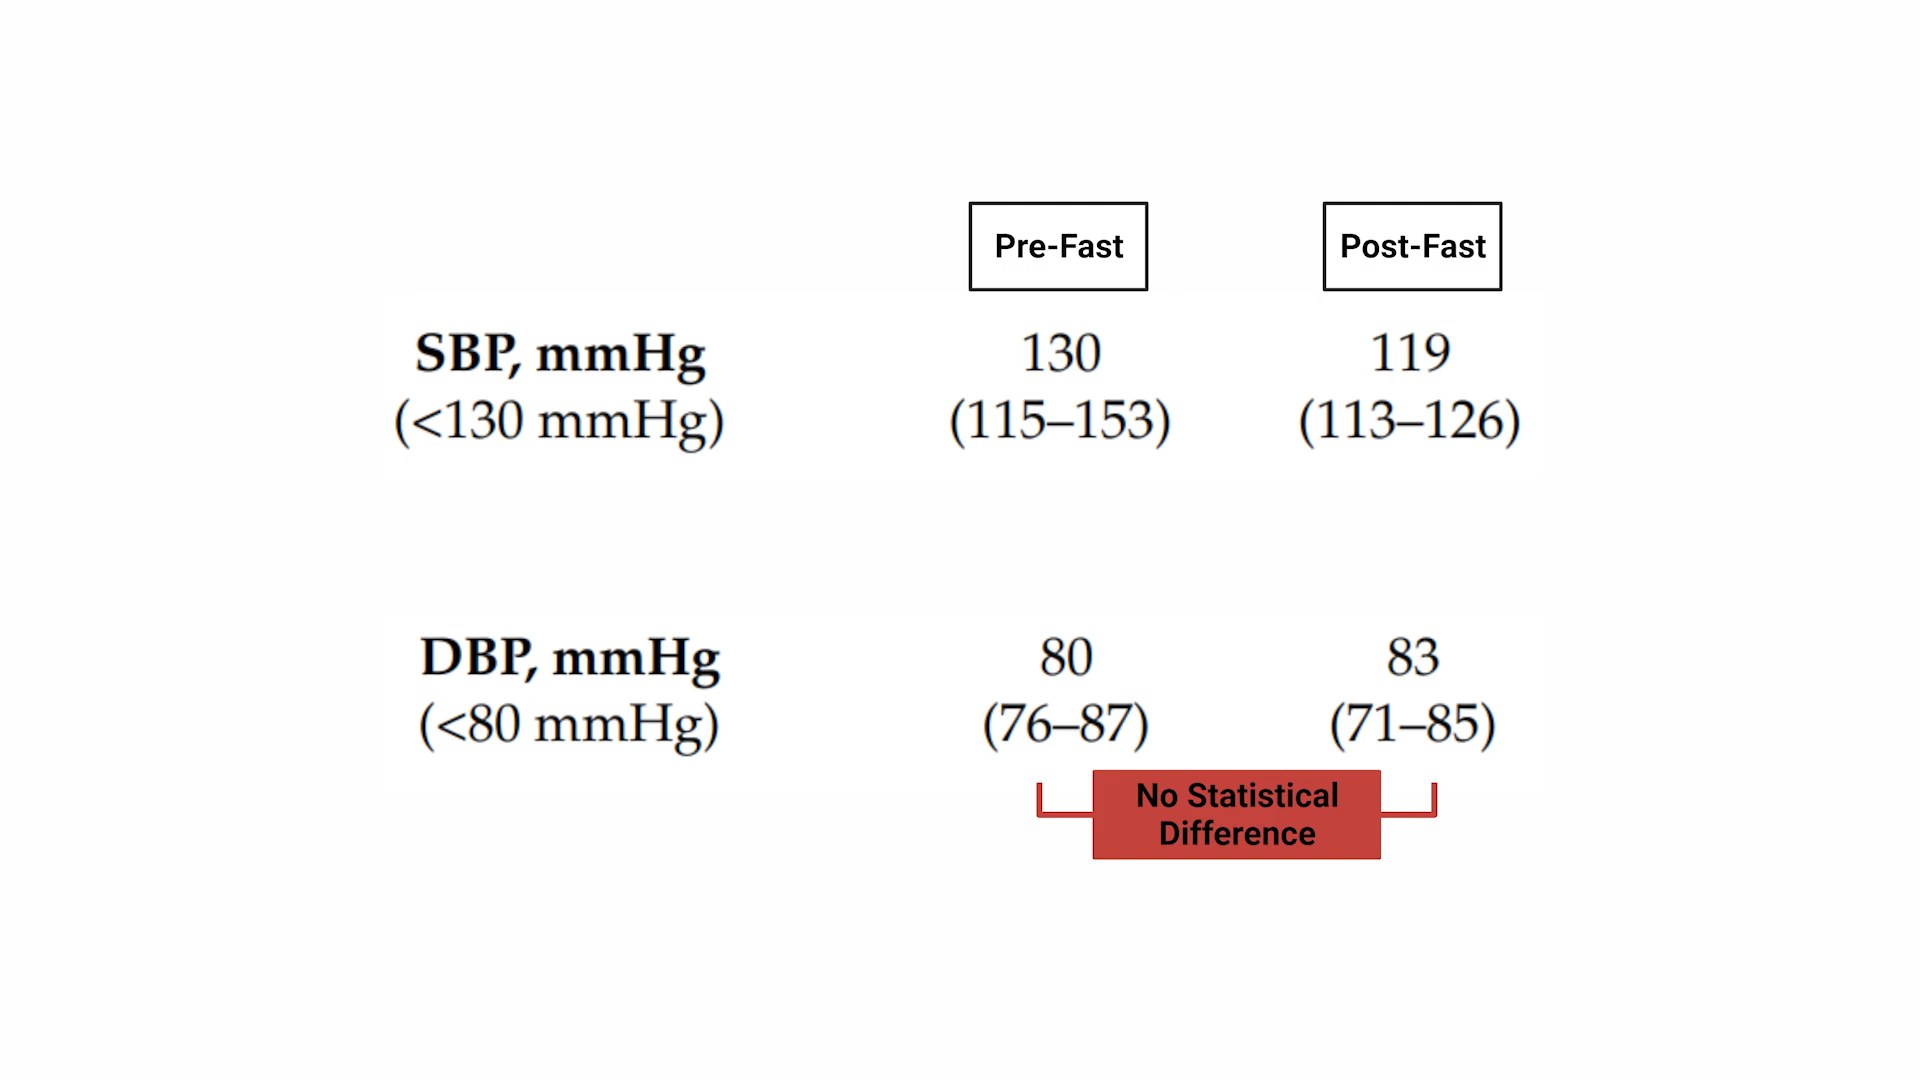 Pre-Fast Post-Fast
SBP, mmHg 130 119
(<130 mmHg) (115–153) (113–126)
DBP, mmHg 80 83
(<80 mmHg) (76–87) (71–85)
No Statistical
Difference